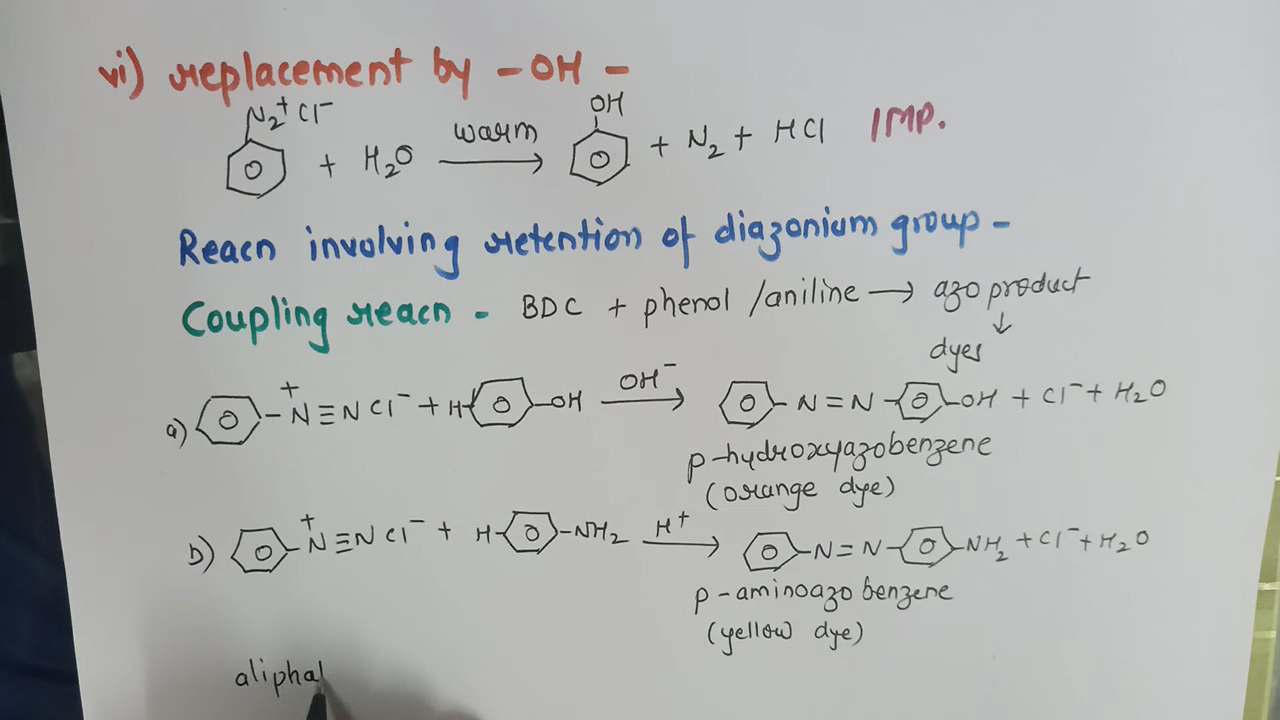 vi) replacement by -OH -
N2+ Cl- + H2O warm → OH + N2 + HCl IMP.
Reacn involving retention of diazonium group -
Coupling reacn - BDC + phenol /aniline → azo product
↓
dyes
a) -N+≡N Cl- + H- -OH OH- → -N=N- -OH + Cl- + H2O
p-hydroxyazobenzene
(orange dye)
b) -N+≡N Cl- + H- -NH2 H+ → -N=N- -NH2 + Cl- + H2O
p-aminoazo benzene
(yellow dye)
alipha